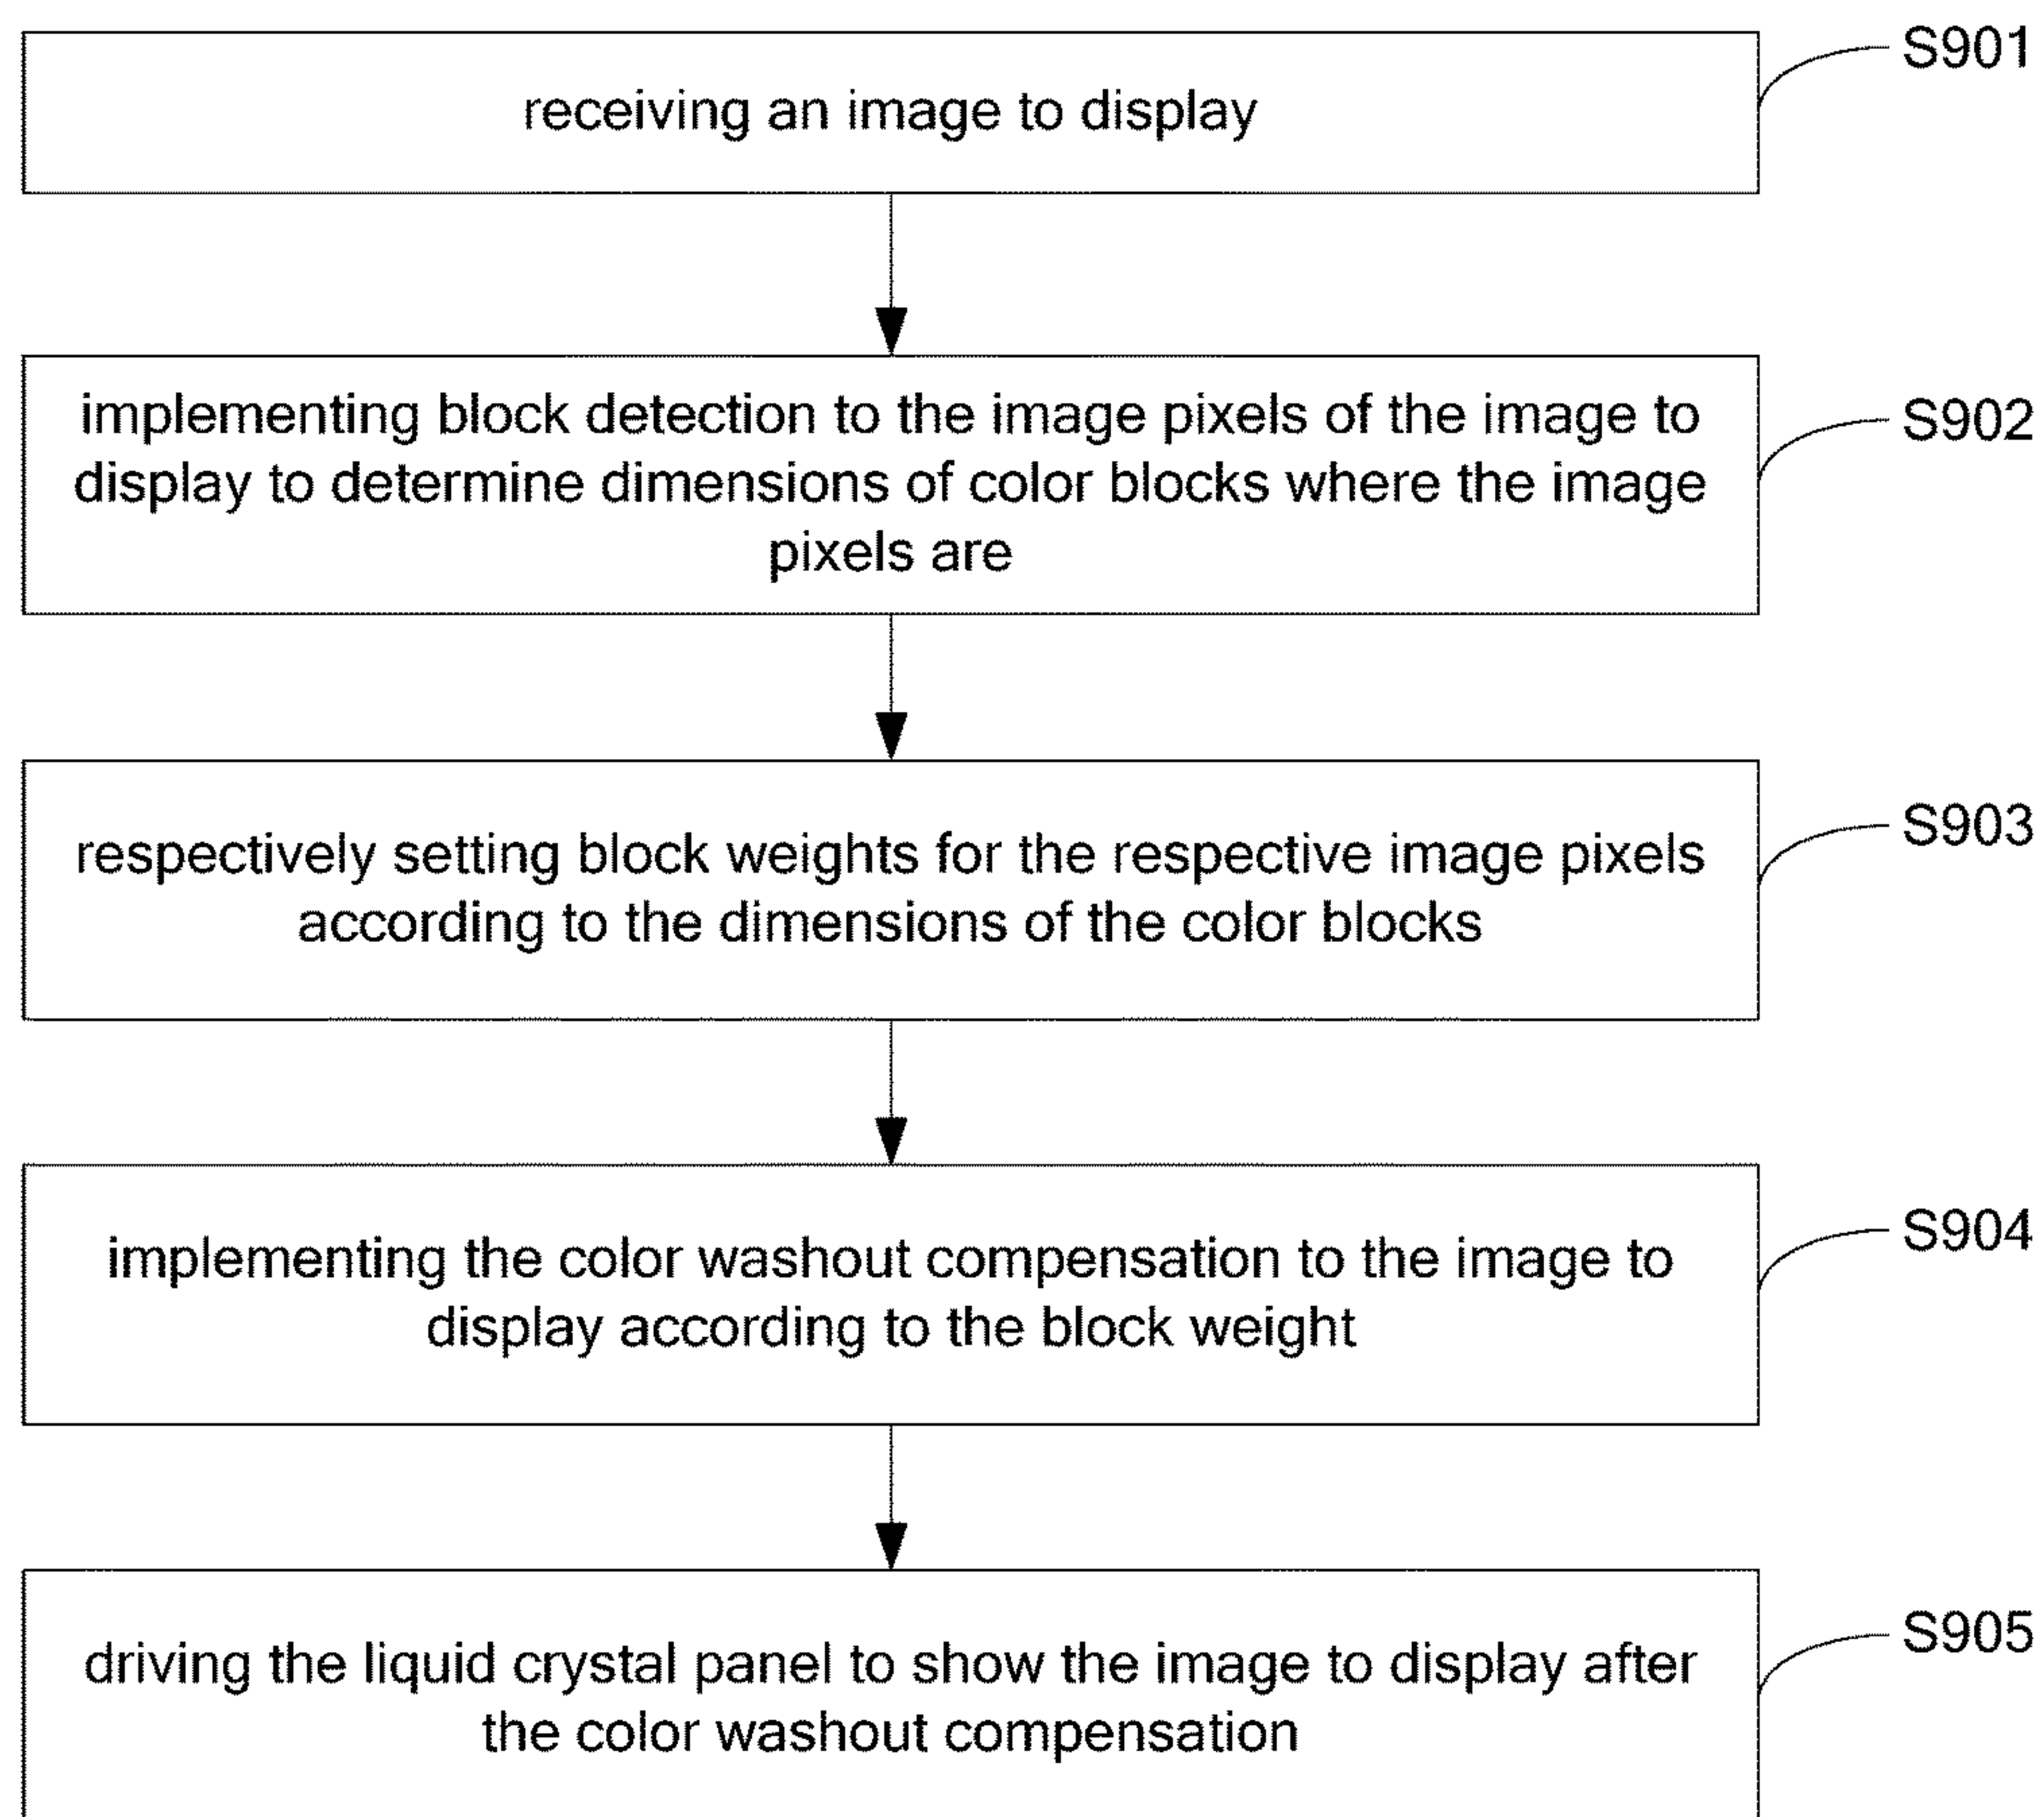 receiving an image to display
S901
implementing block detection to the image pixels of the image to
display to determine dimensions of color blocks where the image
pixels are
S902
respectively setting block weights for the respective image pixels
according to the dimensions of the color blocks
S903
implementing the color washout compensation to the image to
display according to the block weight
S904
driving the liquid crystal panel to show the image to display after
the color washout compensation
S905